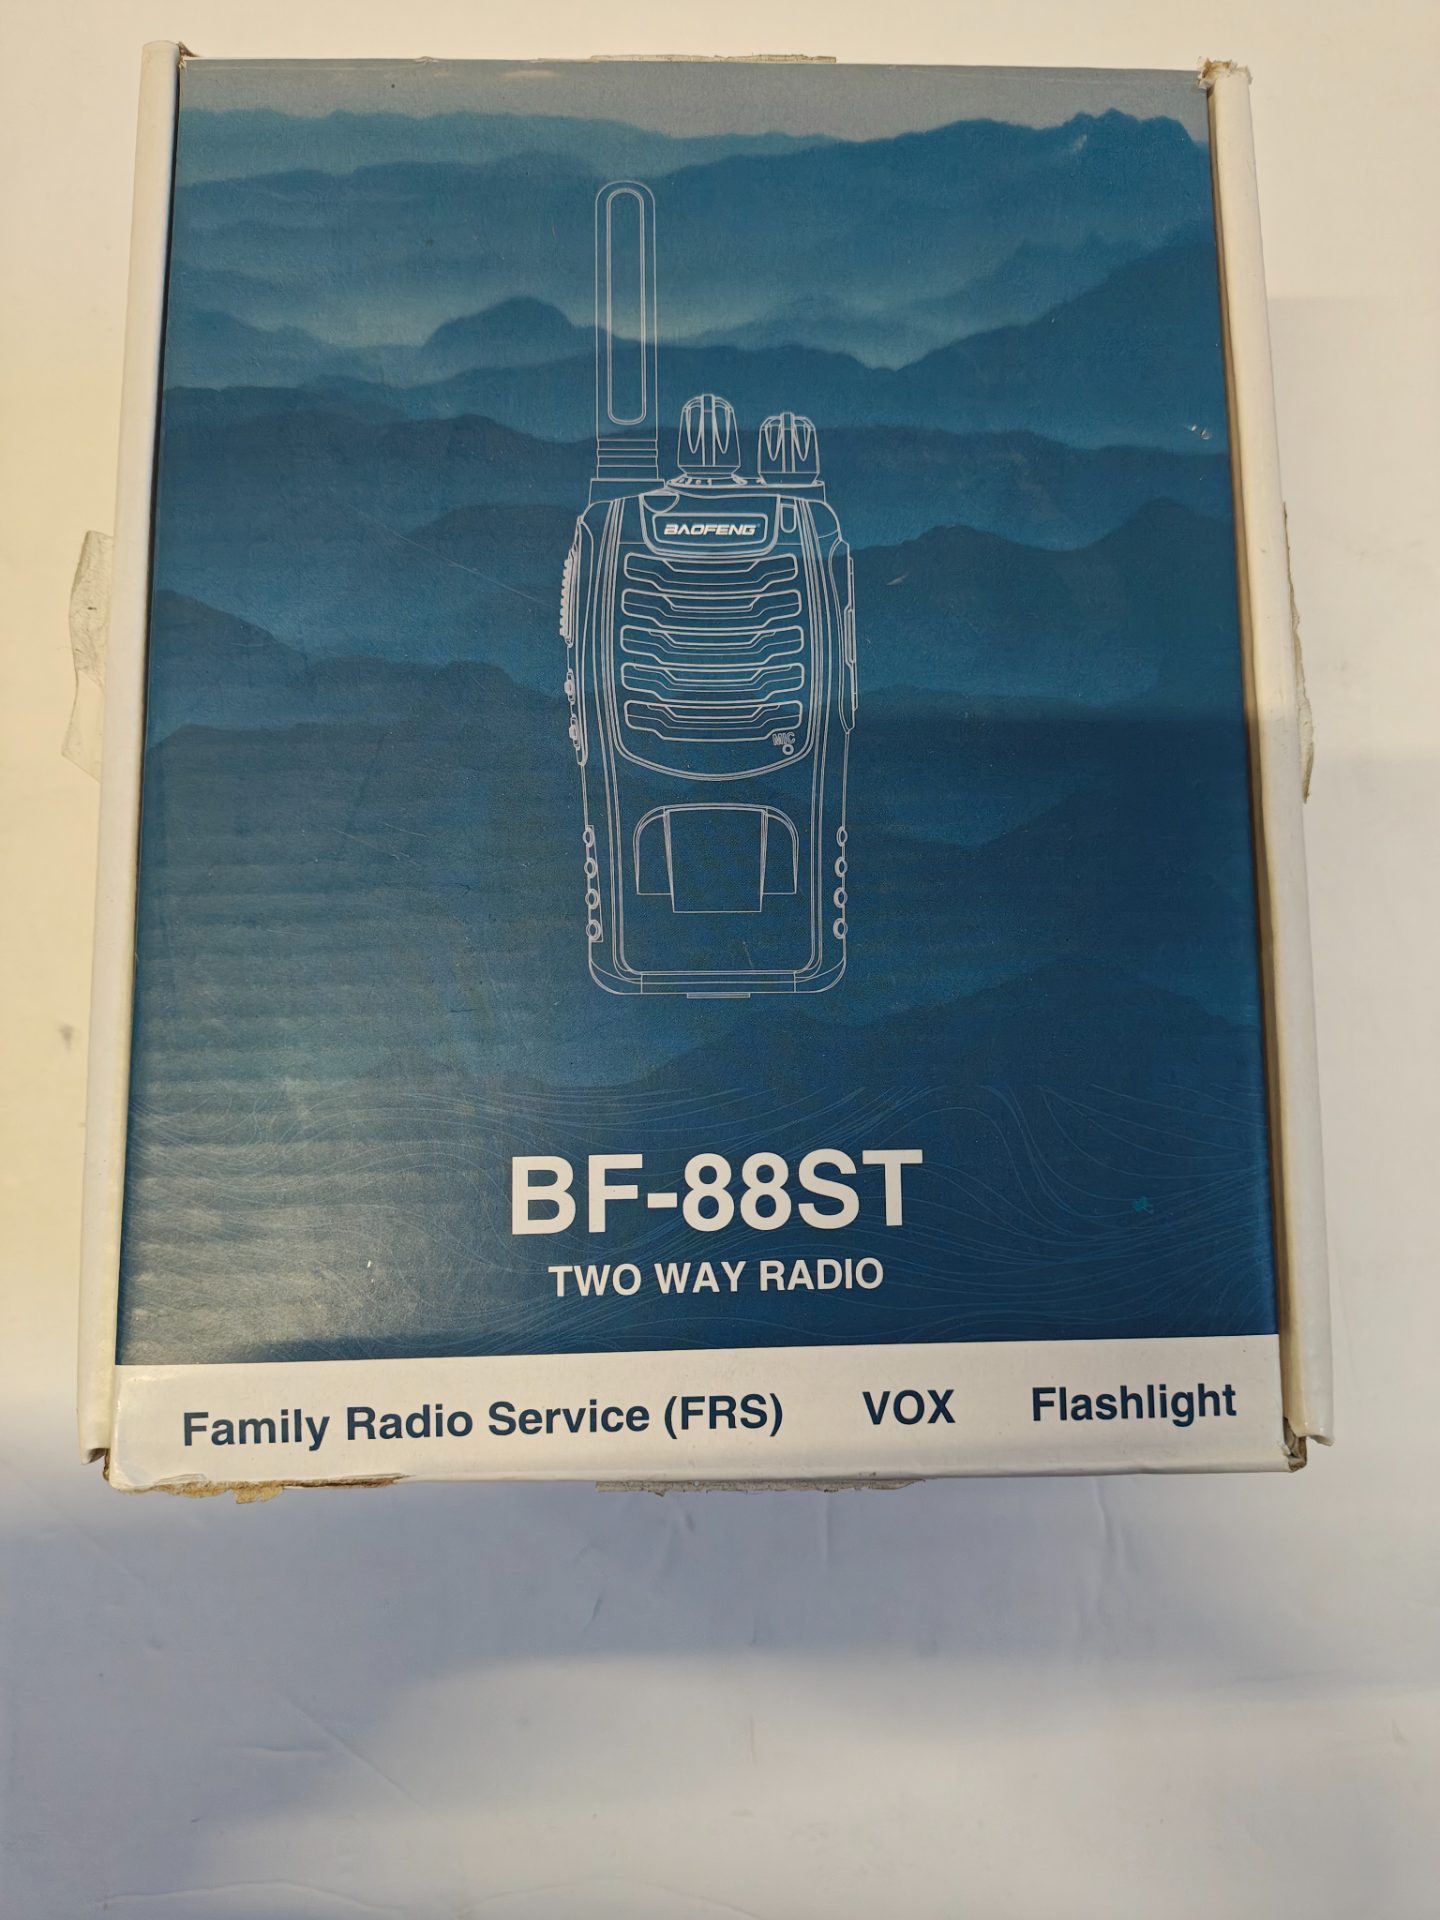 BAOFENG
MIC
BF-88ST
TWO WAY RADIO
Family Radio Service (FRS) VOX Flashlight